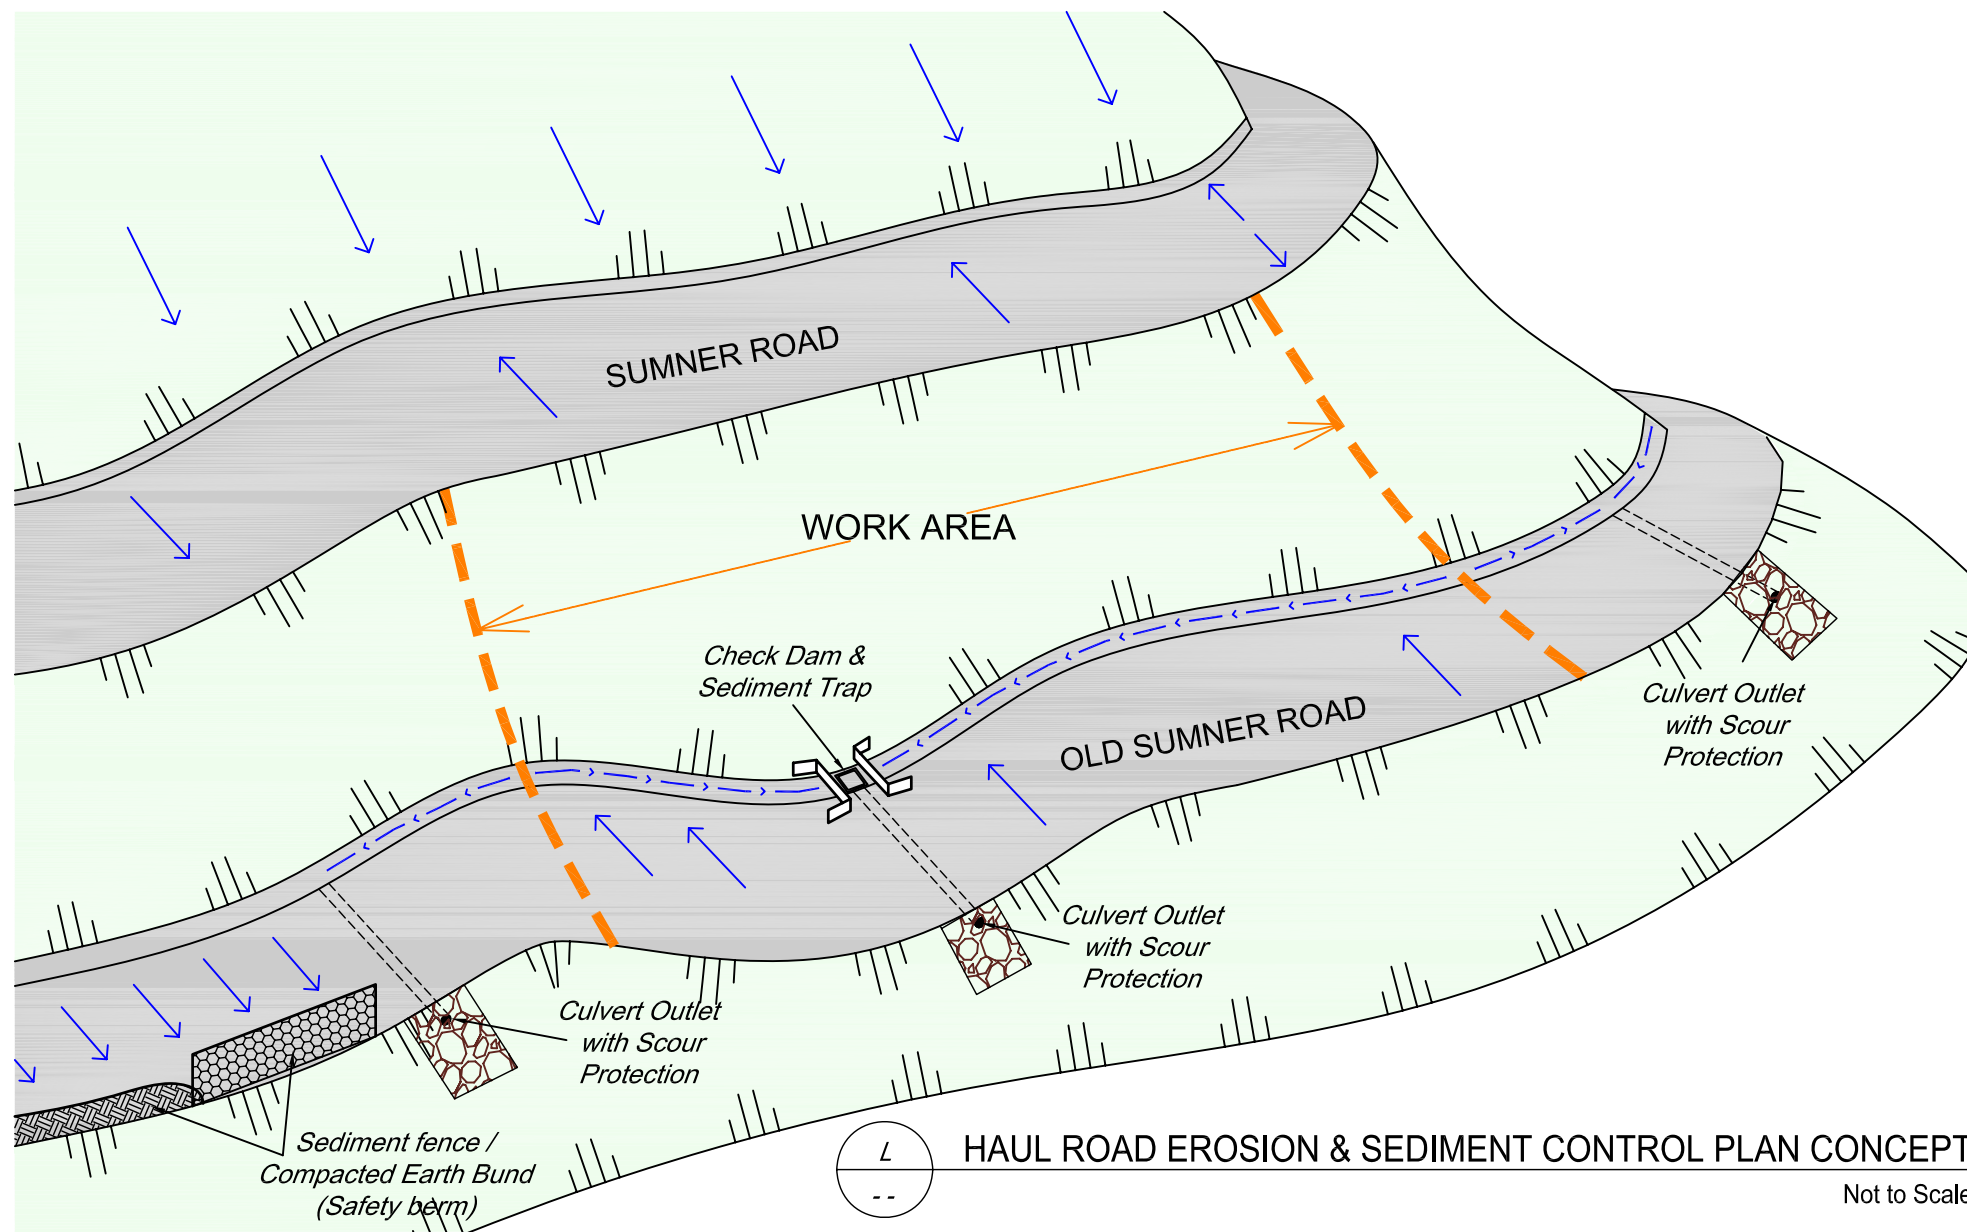 SUMNER ROAD
WORK AREA
Check Dam &
Sediment Trap
OLD SUMNER ROAD
Culvert Outlet
with Scour
Protection
Culvert Outlet
with Scour
Protection
Culvert Outlet
with Scour
Protection
Sediment fence /
Compacted Earth Bund
(Safety berm)
L
--
HAUL ROAD EROSION & SEDIMENT CONTROL PLAN CONCEPT
Not to Scale